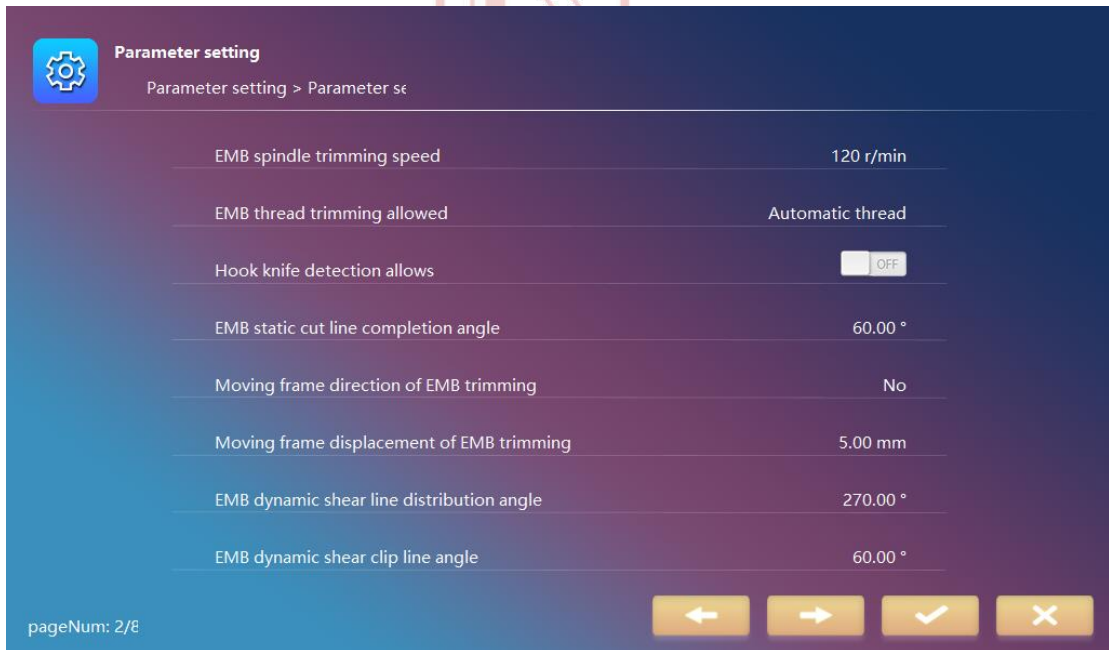 Parameter setting
Parameter setting > Parameter se
EMB spindle trimming speed 120 r/min
EMB thread trimming allowed Automatic thread
Hook knife detection allows OFF
EMB static cut line completion angle 60.00 °
Moving frame direction of EMB trimming No
Moving frame displacement of EMB trimming 5.00 mm
EMB dynamic shear line distribution angle 270.00 °
EMB dynamic shear clip line angle 60.00 °
pageNum: 2/8